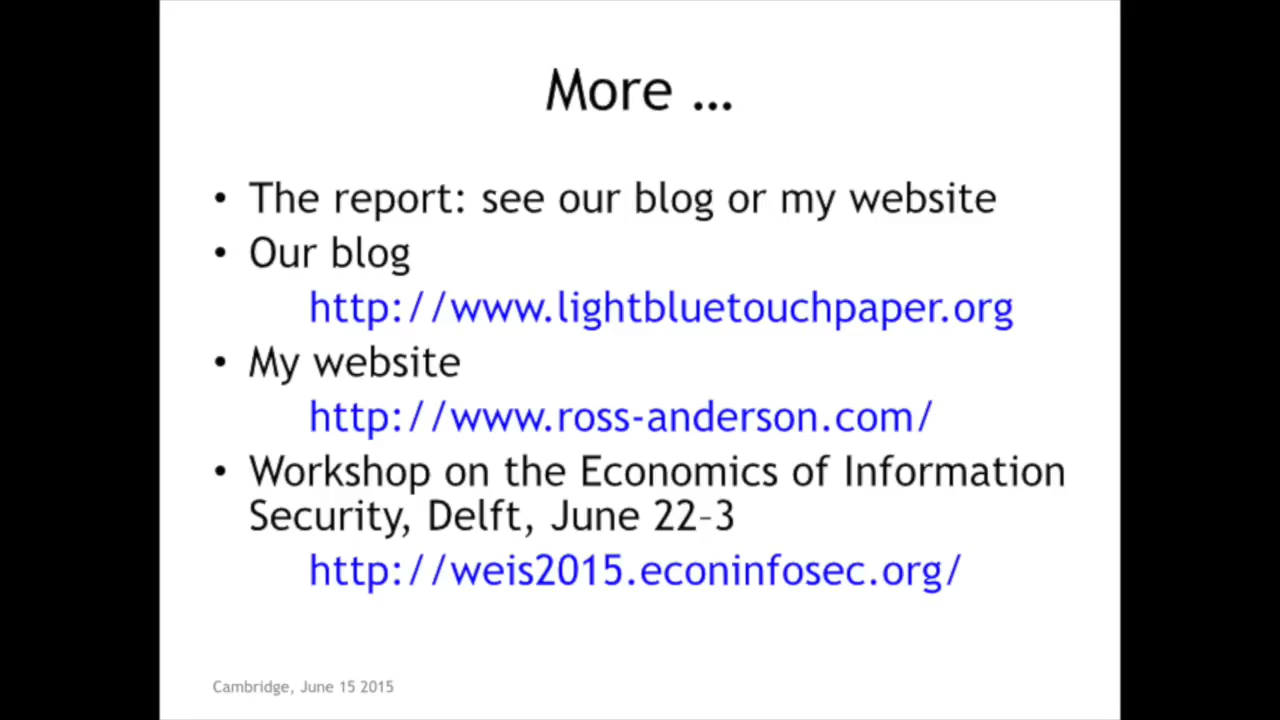 More …
• The report: see our blog or my website
• Our blog
http://www.lightbluetouchpaper.org
• My website
http://www.ross-anderson.com/
• Workshop on the Economics of Information
Security, Delft, June 22–3
http://weis2015.econinfosec.org/
Cambridge, June 15 2015